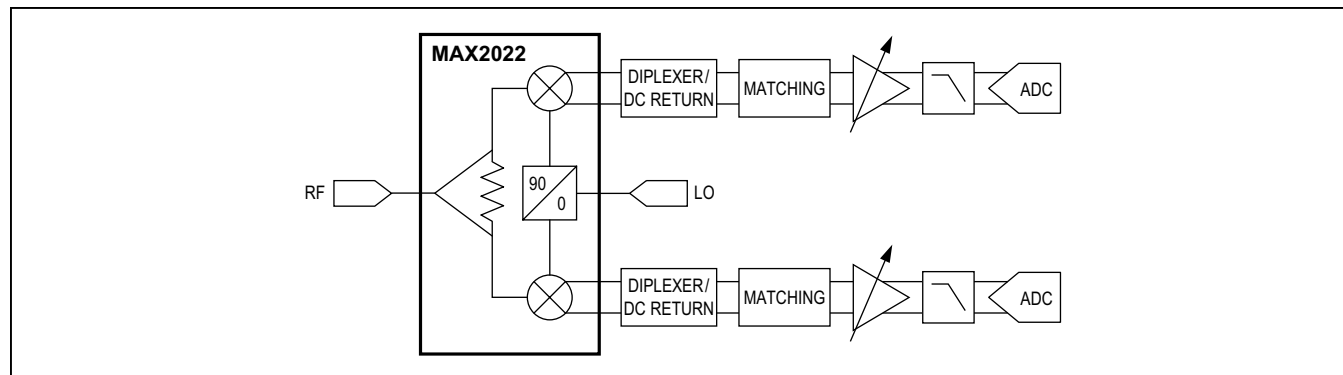 MAX2022
DIPLEXER/
DC RETURN
MATCHING
ADC
RF
90
0
LO
DIPLEXER/
DC RETURN
MATCHING
ADC